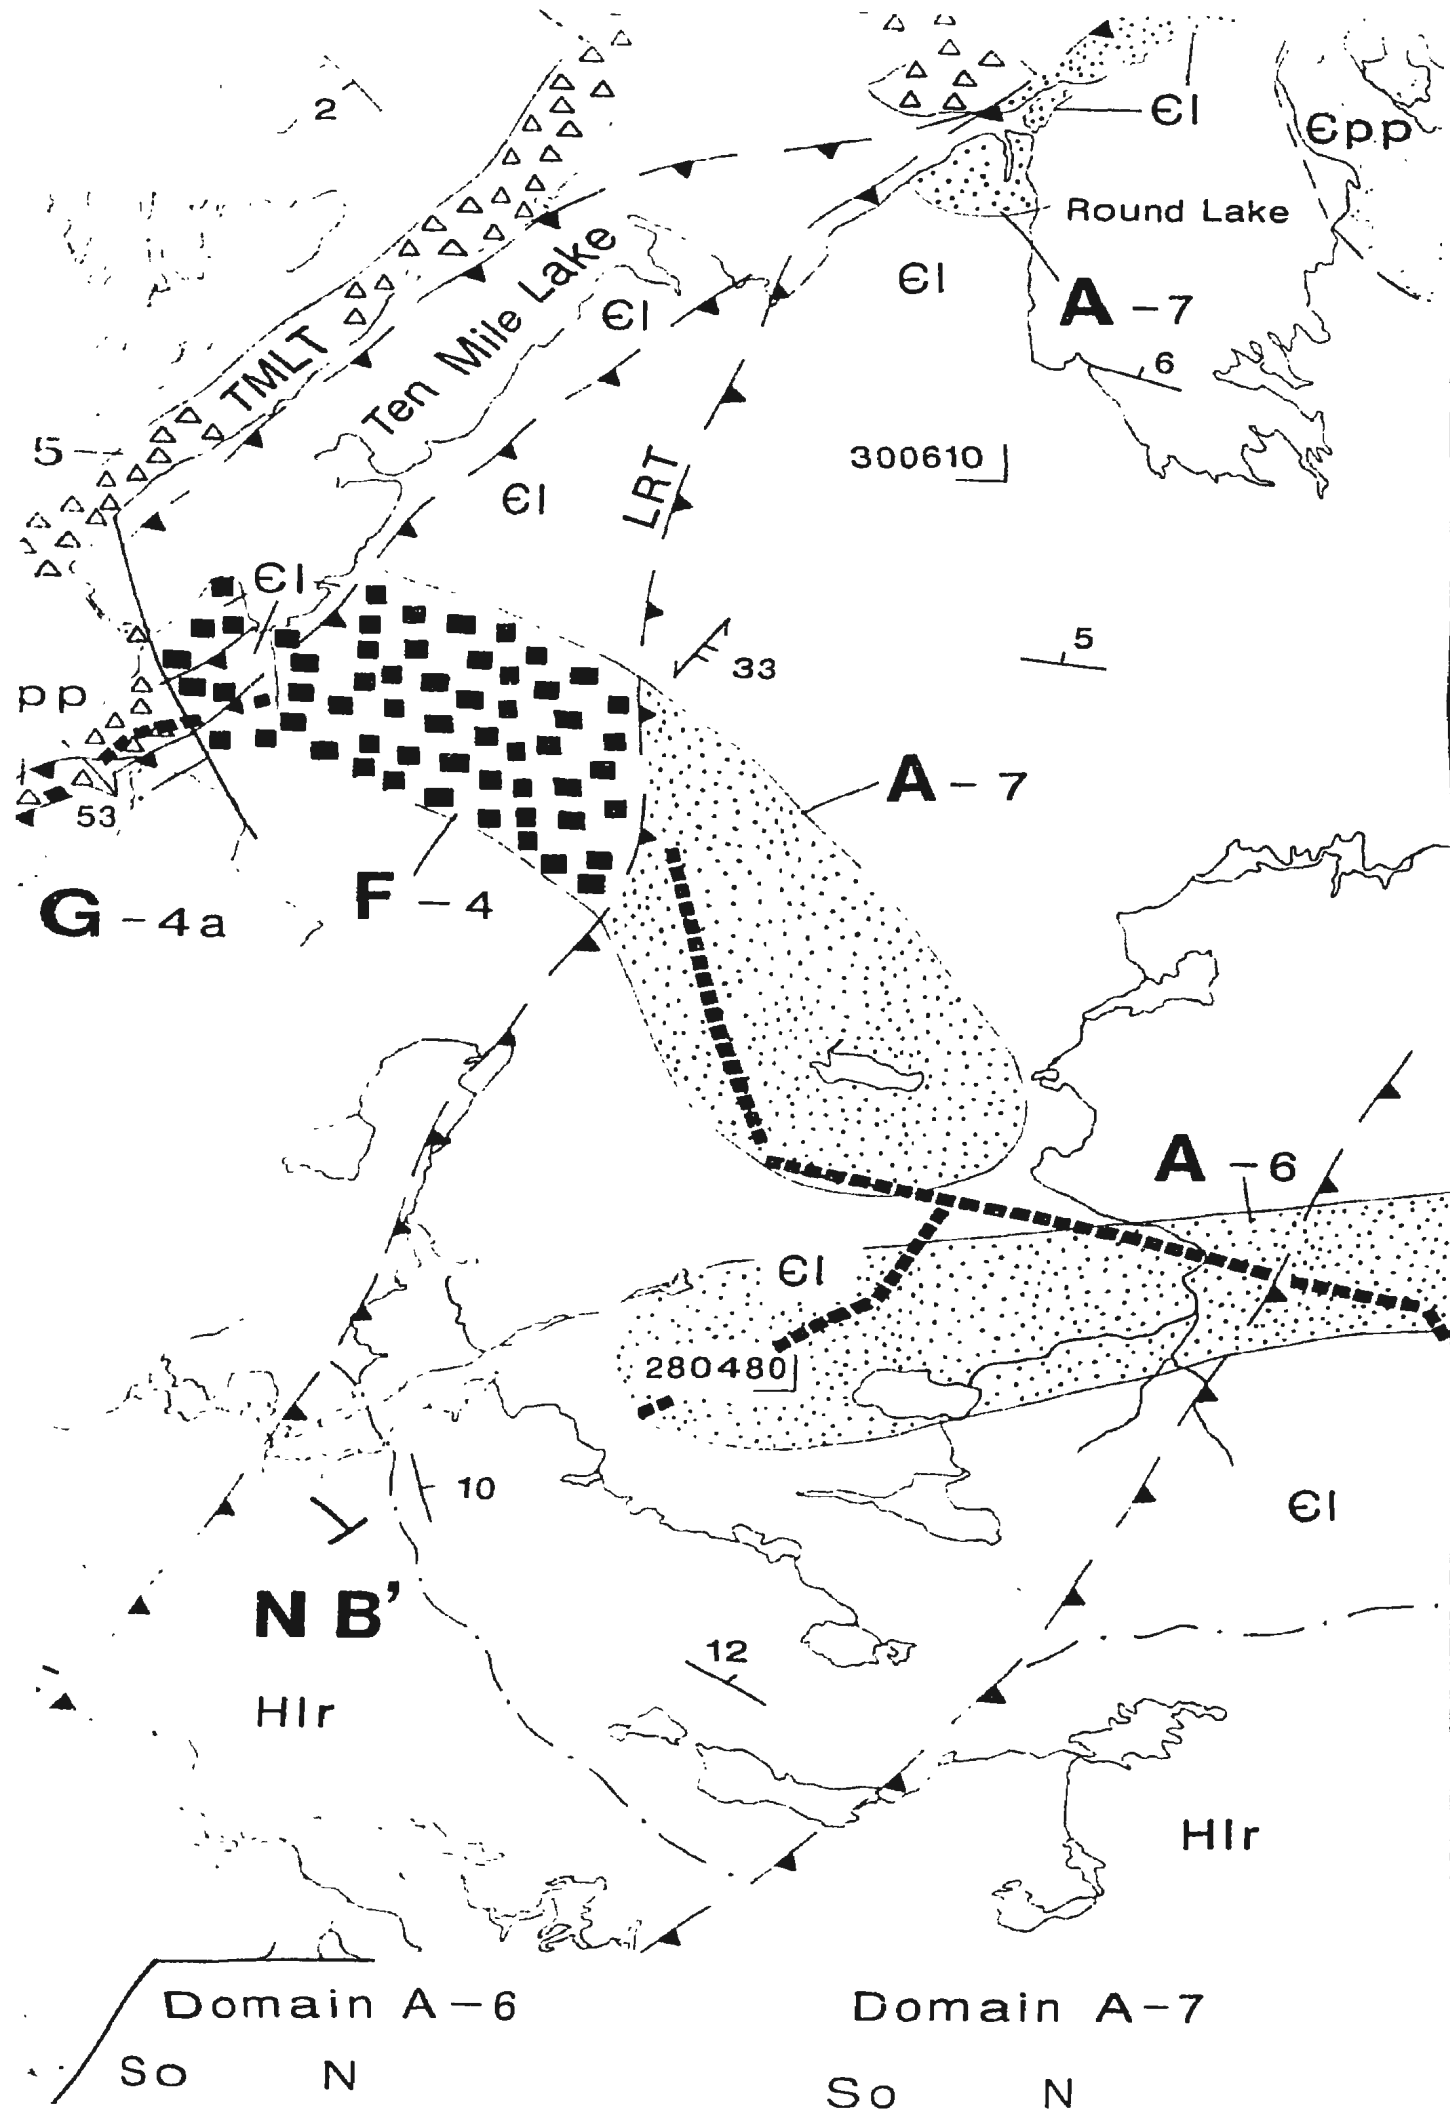 2
Єl
Єpp
Round Lake
Єl
A - 7
Ten Mile Lake
Єl
TMLT
6
5
300610
LRT
Єl
Єl
5
33
pp
A - 7
53
F - 4
G - 4a
A - 6
Єl
280480
10
Єl
N B'
12
Hlr
Hlr
Domain A - 6
Domain A - 7
So N
So N